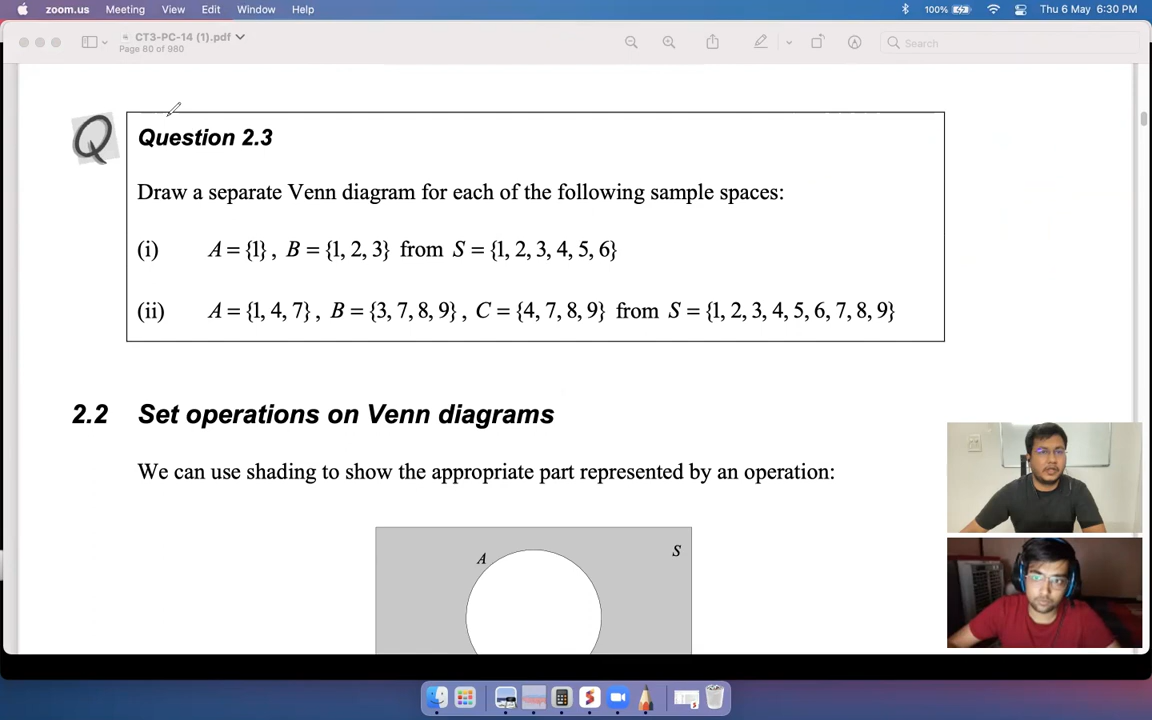 zoom.us Meeting View Edit Window Help
100% Thu 6 May 6:30 PM
CT3-PC-14 (1).pdf
Page 80 of 980
Search
Q
Question 2.3
Draw a separate Venn diagram for each of the following sample spaces:
(i) A = {1}, B = {1, 2, 3} from S = {1, 2, 3, 4, 5, 6}
(ii) A = {1, 4, 7}, B = {3, 7, 8, 9}, C = {4, 7, 8, 9} from S = {1, 2, 3, 4, 5, 6, 7, 8, 9}
2.2 Set operations on Venn diagrams
We can use shading to show the appropriate part represented by an operation:
A S